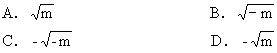 A. √m B. √-m
C. -√-m D. -√m